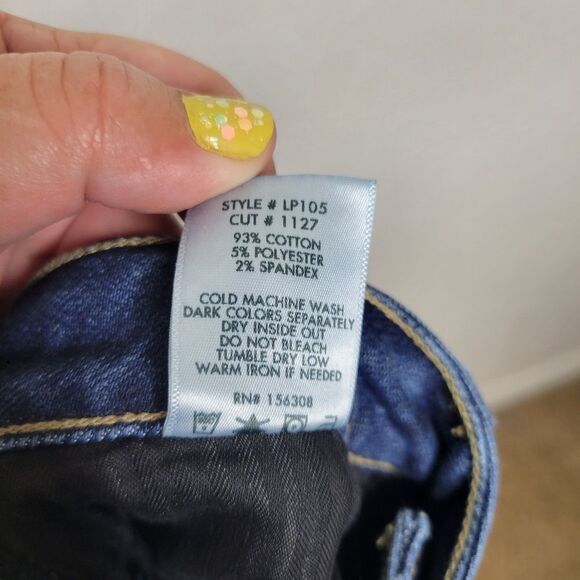 STYLE # LP105
CUT # 1127
93% COTTON
5% POLYESTER
2% SPANDEX
COLD MACHINE WASH
DARK COLORS SEPARATELY
DRY INSIDE OUT
DO NOT BLEACH
TUMBLE DRY LOW
WARM IRON IF NEEDED
RN# 156308